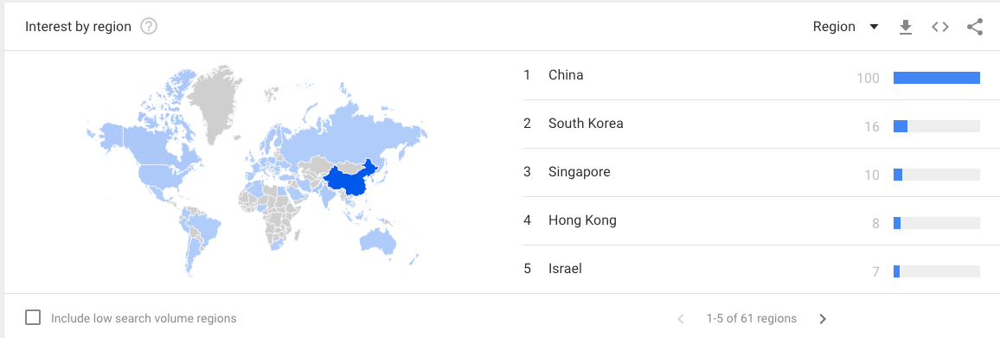 Interest by region ?
Region
1 China 100
2 South Korea 16
3 Singapore 10
4 Hong Kong 8
5 Israel 7
Include low search volume regions
1-5 of 61 regions